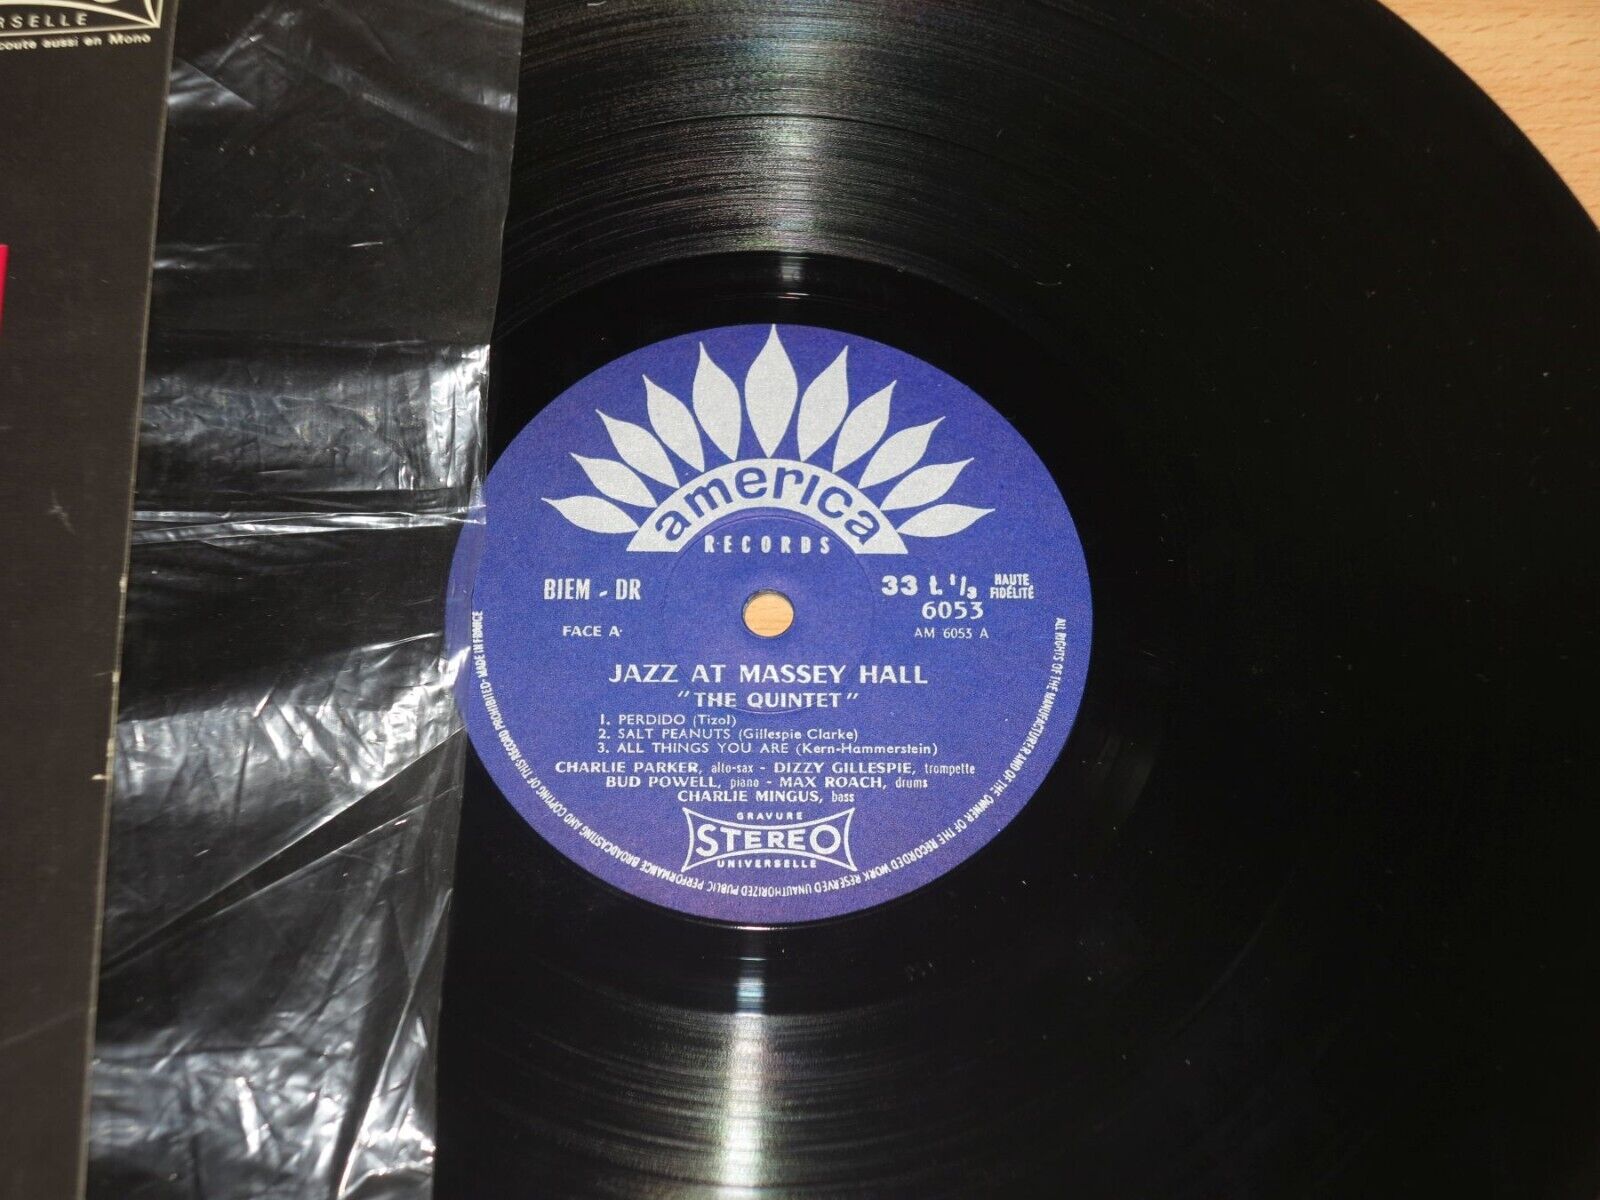 RSELLE
coute aussi en Mono
america
RECORDS
BIEM - DR
33 t. 1/3 HAUTE FIDÉLITÉ
6053
FACE A
AM 6053 A
JAZZ AT MASSEY HALL
"THE QUINTET"
1. PERDIDO (Tizol)
2. SALT PEANUTS (Gillespie Clarke)
3. ALL THINGS YOU ARE (Kern-Hammerstein)
CHARLIE PARKER, alto-sax - DIZZY GILLESPIE, trompette
BUD POWELL, piano - MAX ROACH, drums
CHARLIE MINGUS, bass
GRAVURE
STEREO
UNIVERSELLE
ALL RIGHTS OF THE MANUFACTURER AND OF THE OWNER OF THE RECORDED WORK RESERVED UNAUTHORIZED PUBLIC PERFORMANCE BROADCASTING AND COPYING OF THIS RECORD PROHIBITED - MADE IN FRANCE